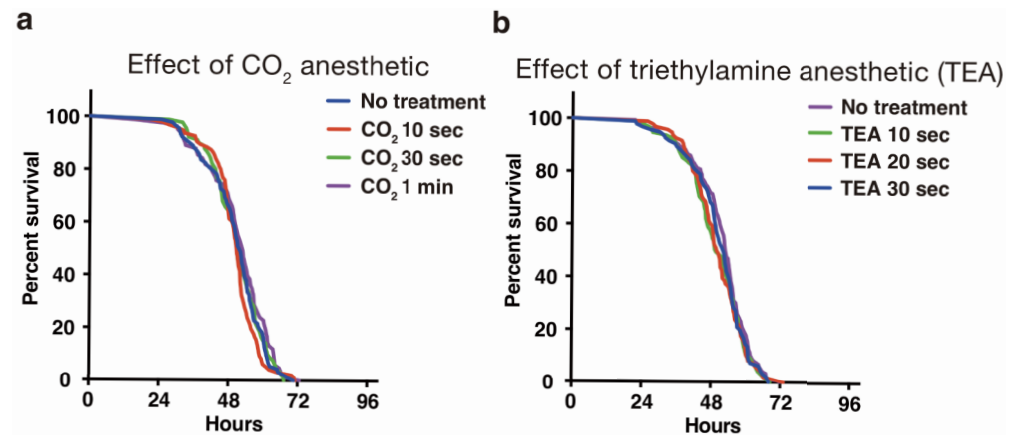 a
Effect of CO2 anesthetic
No treatment
CO2 10 sec
CO2 30 sec
CO2 1 min
Percent survival
100
80
60
40
20
0
0 24 48 72 96
Hours
b
Effect of triethylamine anesthetic (TEA)
No treatment
TEA 10 sec
TEA 20 sec
TEA 30 sec
Percent survival
100
80
60
40
20
0
0 24 48 72 96
Hours